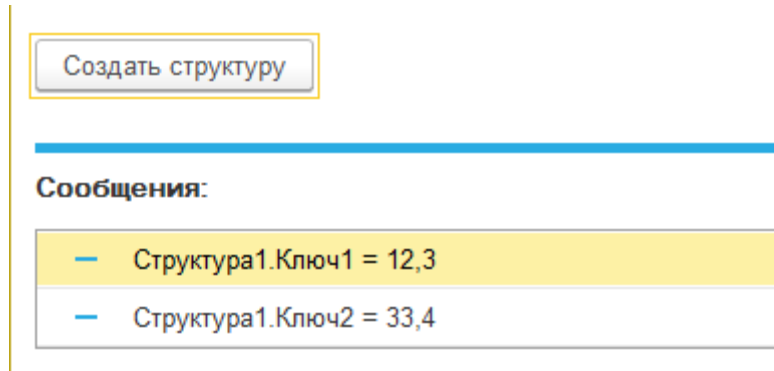 Создать структуру
Сообщения:
– Структура1.Ключ1 = 12,3
– Структура1.Ключ2 = 33,4